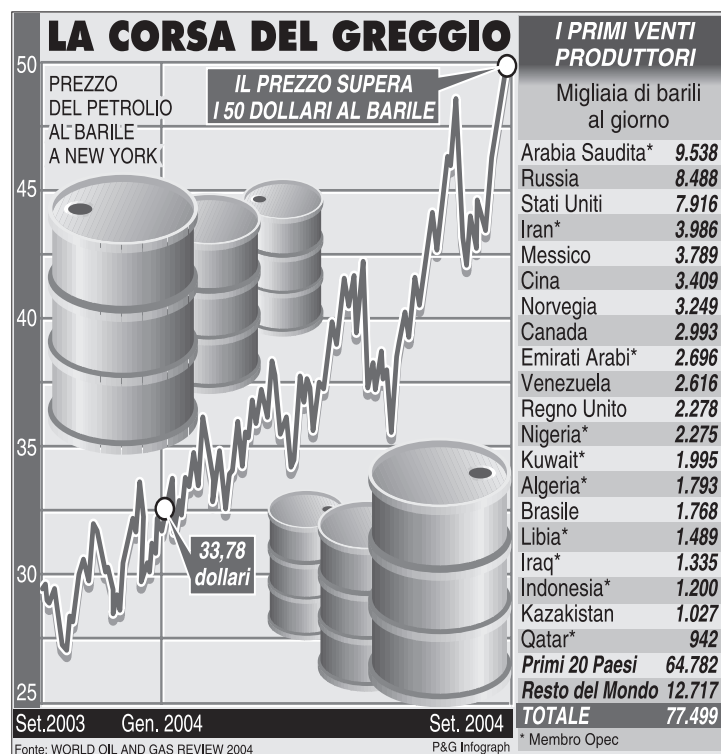 LA CORSA DEL GREGGIO
50
PREZZO
DEL PETROLIO
AL BARILE
A NEW YORK
IL PREZZO SUPERA
I 50 DOLLARI AL BARILE
45
40
35
33,78
dollari
30
25
Set.2003 Gen. 2004 Set. 2004
Fonte: WORLD OIL AND GAS REVIEW 2004 P&G Infograph
I PRIMI VENTI
PRODUTTORI
Migliaia di barili
al giorno
Arabia Saudita* 9.538
Russia 8.488
Stati Uniti 7.916
Iran* 3.986
Messico 3.789
Cina 3.409
Norvegia 3.249
Canada 2.993
Emirati Arabi* 2.696
Venezuela 2.616
Regno Unito 2.278
Nigeria* 2.275
Kuwait* 1.995
Algeria* 1.793
Brasile 1.768
Libia* 1.489
Iraq* 1.335
Indonesia* 1.200
Kazakistan 1.027
Qatar* 942
Primi 20 Paesi 64.782
Resto del Mondo 12.717
TOTALE 77.499
* Membro Opec